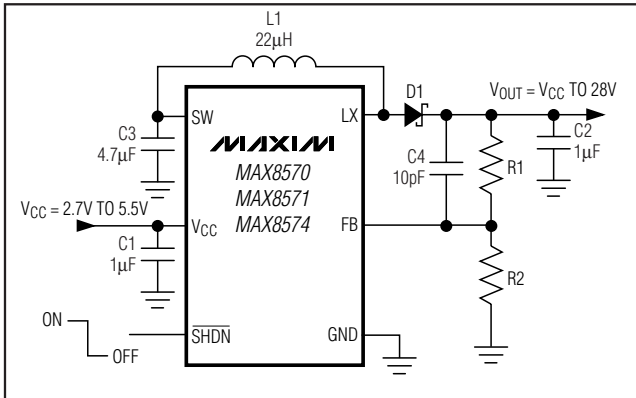 L1
22µH
D1
VOUT = VCC TO 28V
SW
LX
C3
4.7µF
MAXIM
MAX8570
MAX8571
MAX8574
C4
10pF
R1
C2
1µF
VCC = 2.7V TO 5.5V
VCC
FB
C1
1µF
R2
ON
OFF
SHDN
GND